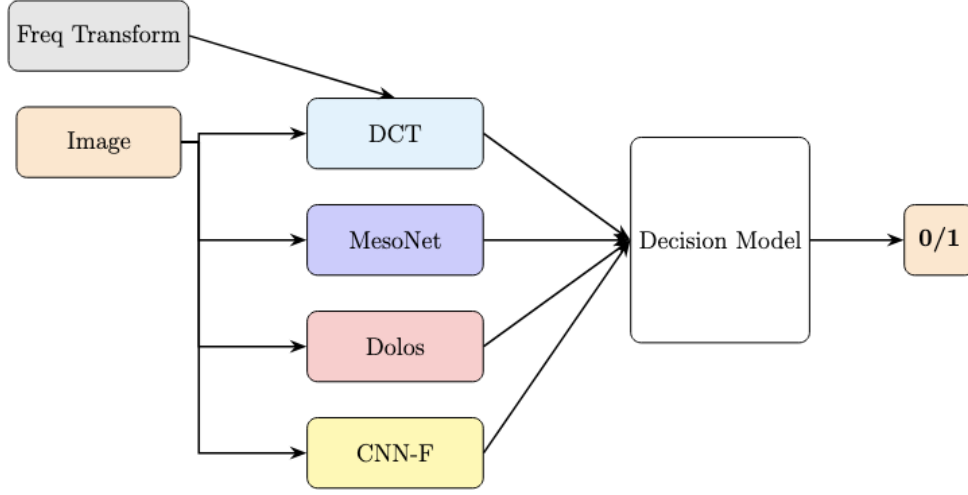 Freq Transform
Image
DCT
MesoNet
Dolos
CNN-F
Decision Model
0/1